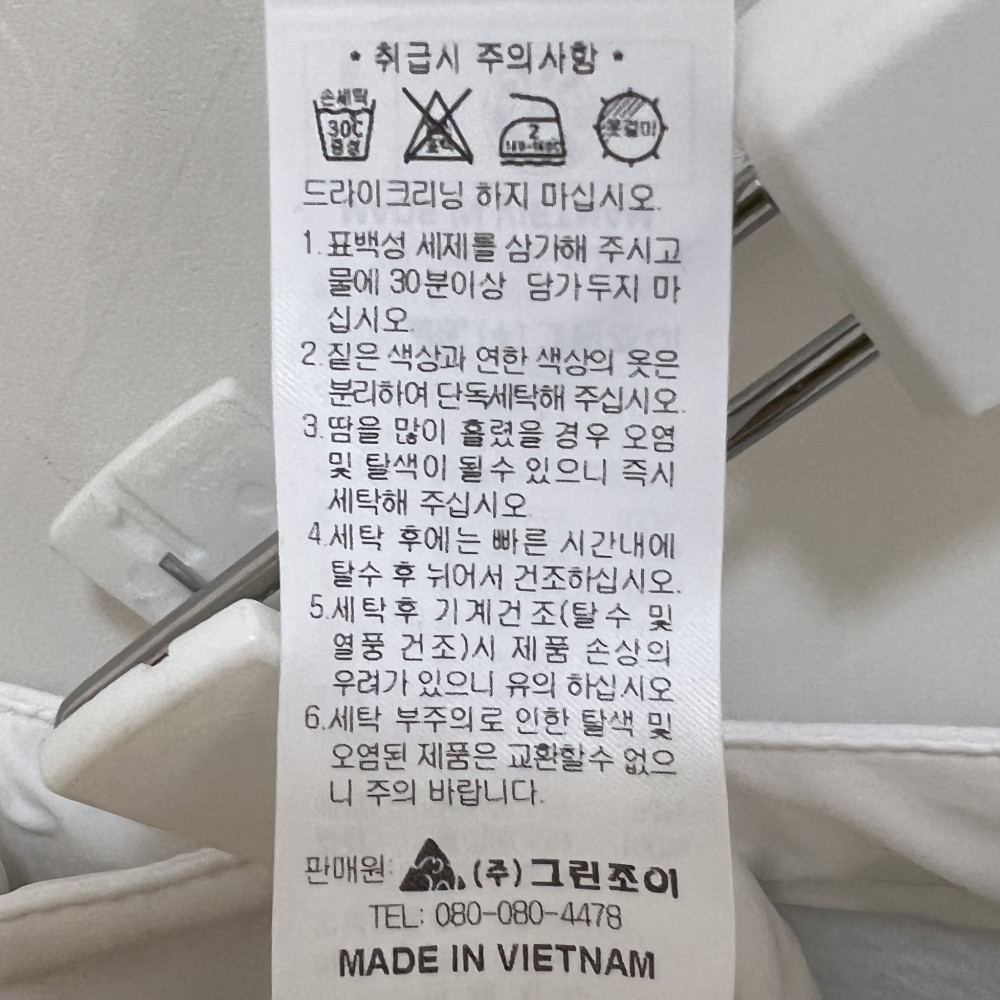 • 취급시 주의사항 •
손세탁
30℃
중성
2
옷걸이
드라이크리닝 하지 마십시오.
1.표백성 세제를 삼가해 주시고
물에 30분이상 담가두지 마
십시오.
2.짙은 색상과 연한 색상의 옷은
분리하여 단독세탁해 주십시오.
3.땀을 많이 흘렸을 경우 오염
및 탈색이 될수 있으니 즉시
세탁해 주십시오
4.세탁 후에는 빠른 시간내에
탈수 후 뉘어서 건조하십시오.
5.세탁후 기계건조(탈수 및
열풍 건조)시 제품 손상의
우려가 있으니 유의 하십시오
6.세탁 부주의로 인한 탈색 및
오염된 제품은 교환할수 없으
니 주의 바랍니다.
판매원: (주)그린조이
TEL: 080-080-4478
MADE IN VIETNAM